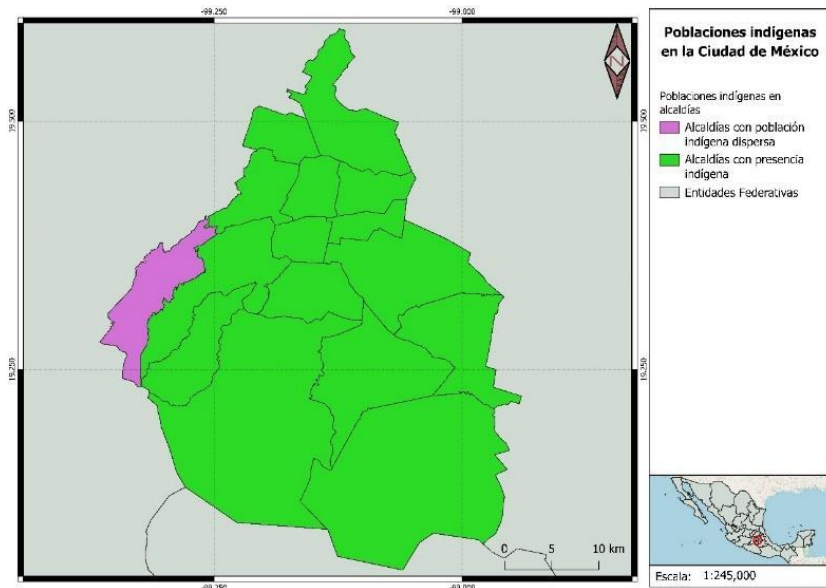 -99.250
-99.000
Poblaciones indígenas
en la Ciudad de México
N
Poblaciones indígenas en
alcaldías
Alcaldías con población
indígena dispersa
Alcaldías con presencia
indígena
Entidades Federativas
19.500
19.500
19.250
19.250
0 5 10 km
-99.250
-99.000
Escala: 1:245,000